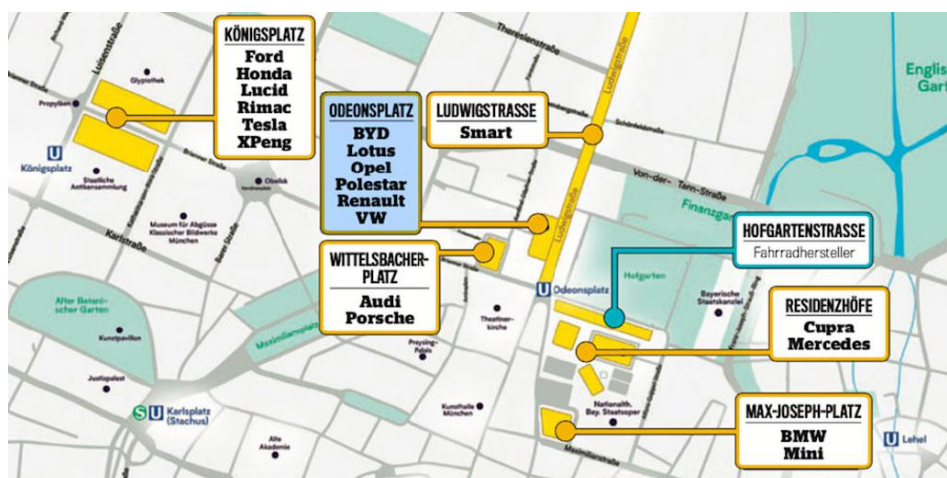 KÖNIGSPLATZ
Ford
Honda
Lucid
Rimac
Tesla
XPeng
ODEONSPLATZ
BYD
Lotus
Opel
Polestar
Renault
VW
LUDWIGSTRASSE
Smart
WITTELSBACHER-
PLATZ
Audi
Porsche
HOFGARTENSTRASSE
Fahrradhersteller
RESIDENZHÖFE
Cupra
Mercedes
MAX-JOSEPH-PLATZ
BMW
Mini
Luisenstraße
Glyptothek
Propyläen
U
Königsplatz
Staatliche
Antikensammlung
Brienner Straße
Obelisk
Museum für Abgüsse
Klassischer Bildwerke
München
Karlstraße
Barer Straße
Alter Botani-
scher Garten
Kunstpavillon
Justizpalast
S U Karlsplatz
(Stachus)
Maximiliansplatz
Alte
Akademie
Theresienstraße
Schönfeldstraße
Ludwigstraße
Ludwigstraße
Von-der-Tann-Straße
Finanzgar
Englis
Gart
Hofgarten
U Odeonsplatz
Bayerische
Staatskanzlei
Theatiner-
kirche
Preysing-
Palais
Kunsthalle
München
Nationalth.
Bay. Staatsoper
Maximilianstraße
U Lehel